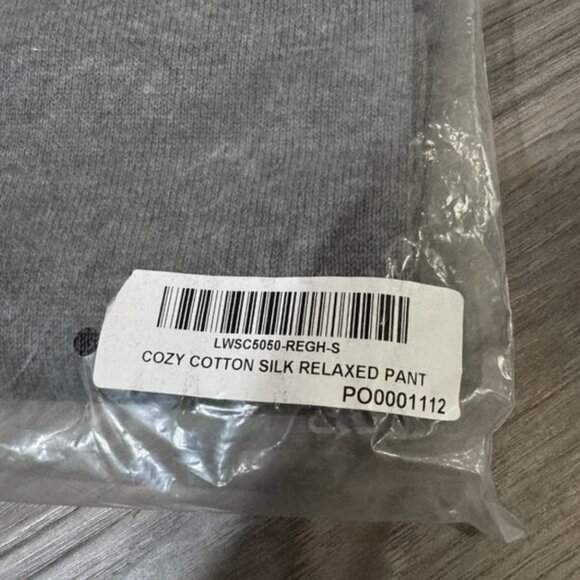 LWSC5050-REGH-S
COZY COTTON SILK RELAXED PANT
PO0001112